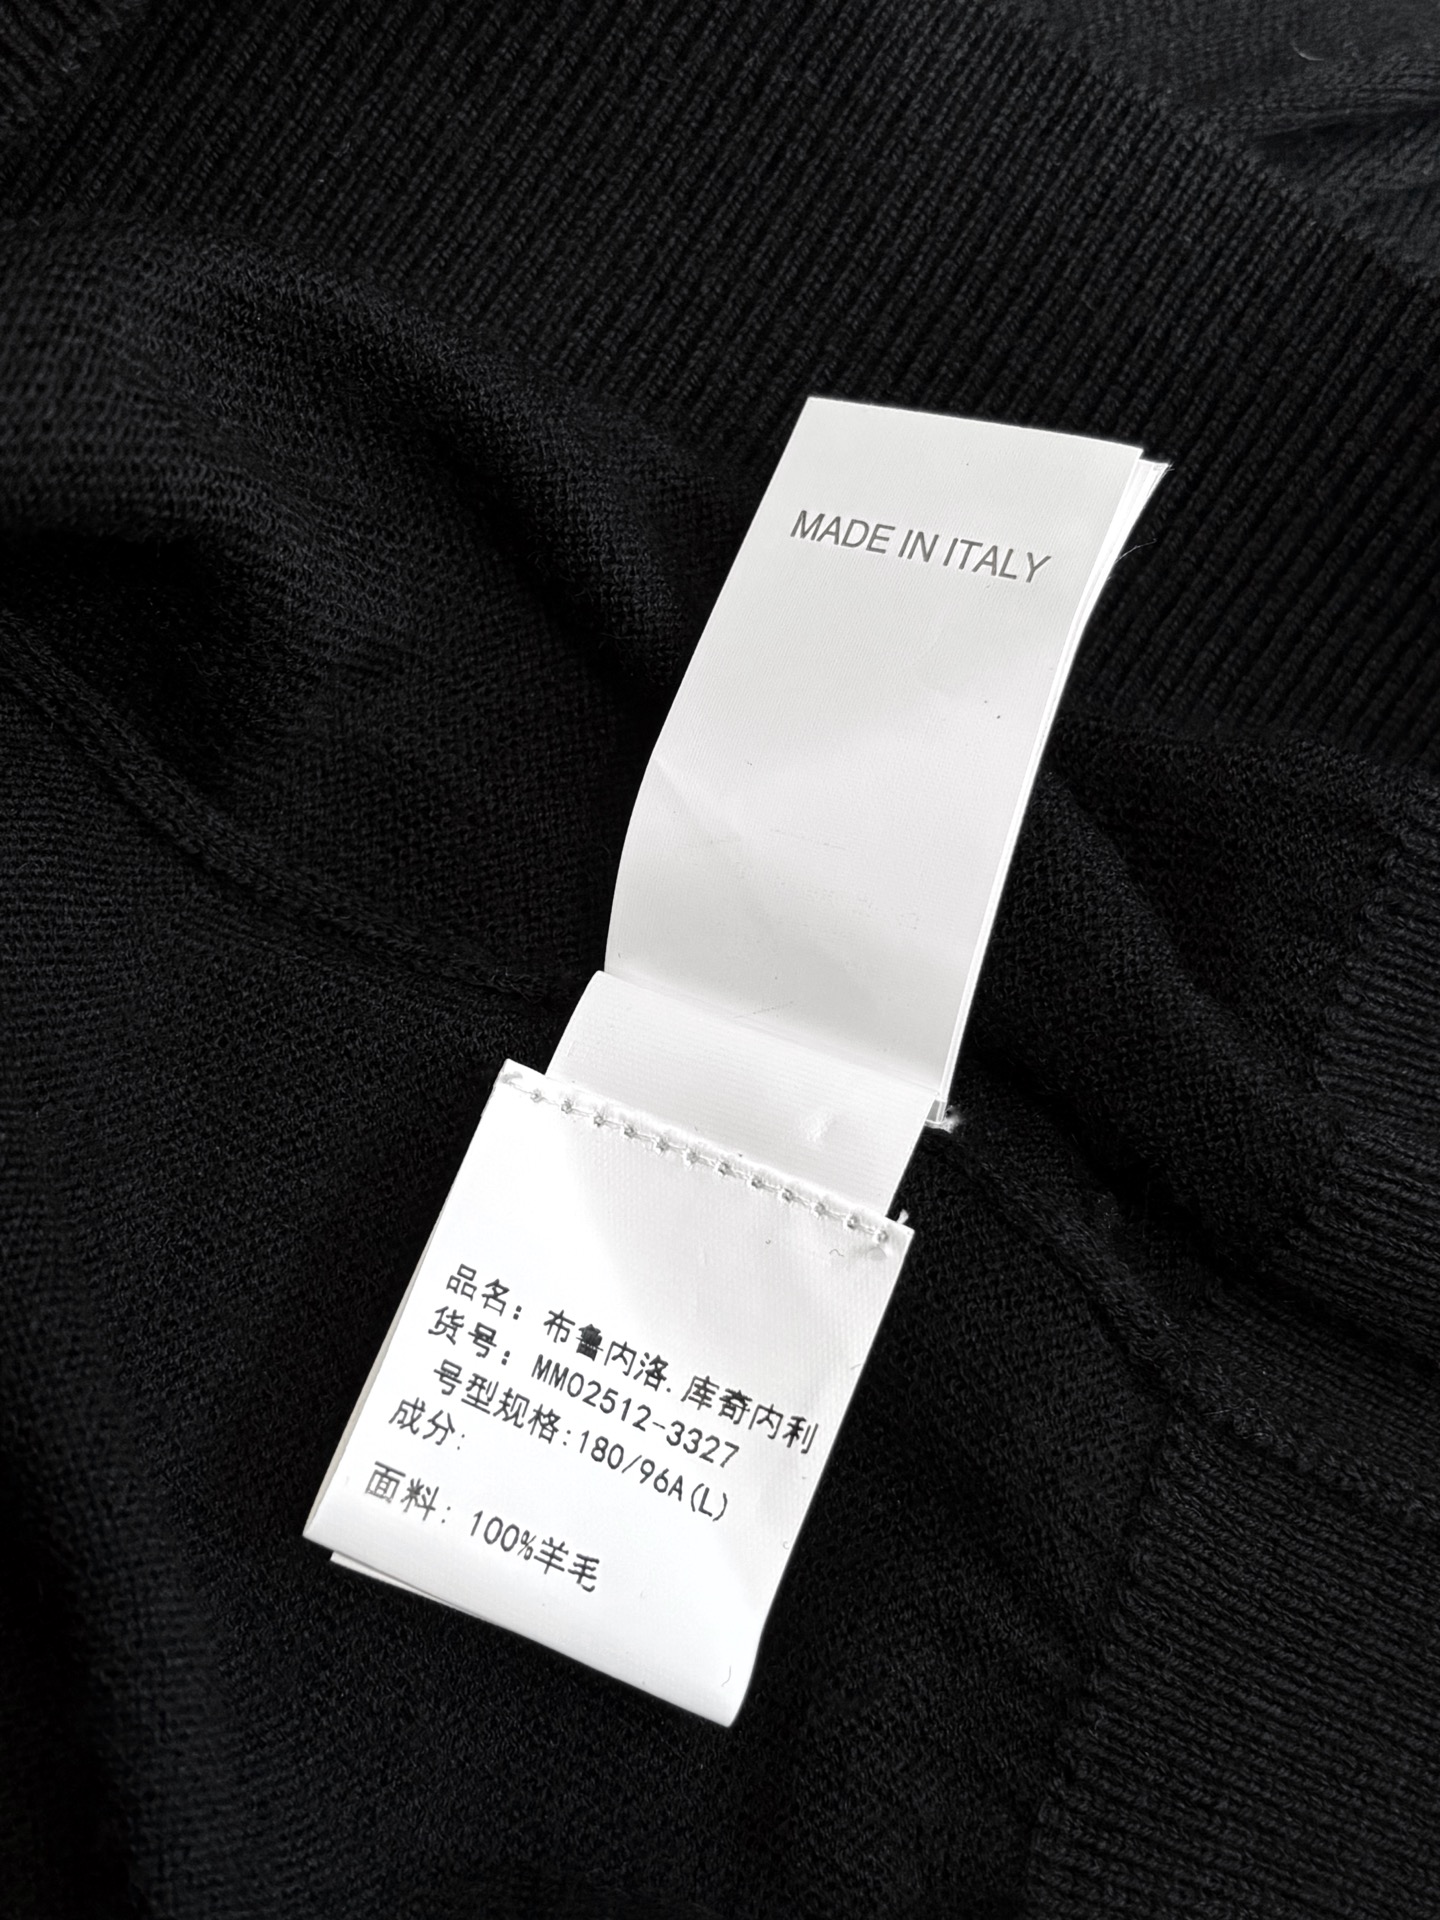 MADE IN ITALY
品名：布鲁内洛.库奇内利
货号：MM02512-3327
号型规格:180/96A(L)
成分:
面料: 100%羊毛